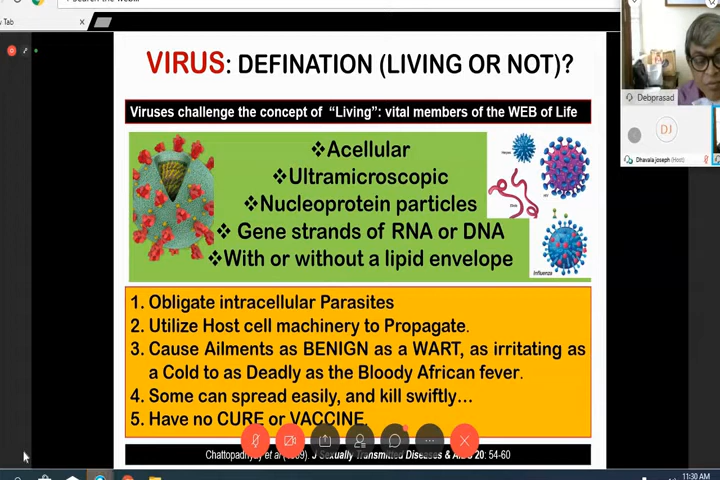 search the web...
Tab
VIRUS: DEFINATION (LIVING OR NOT)?
Viruses challenge the concept of "Living": vital members of the WEB of Life
❖Acellular
❖Ultramicroscopic
❖Nucleoprotein particles
❖ Gene strands of RNA or DNA
❖With or without a lipid envelope
Influenza
1. Obligate intracellular Parasites
2. Utilize Host cell machinery to Propagate.
3. Cause Ailments as BENIGN as a WART, as irritating as
a Cold to as Deadly as the Bloody African fever.
4. Some can spread easily, and kill swiftly...
5. Have no CURE or VACCINE.
et al J Sexually Transmitted Diseases & 20: 54-60
Debprasad
DJ
Dhavala joseph (Host)
11:30 AM